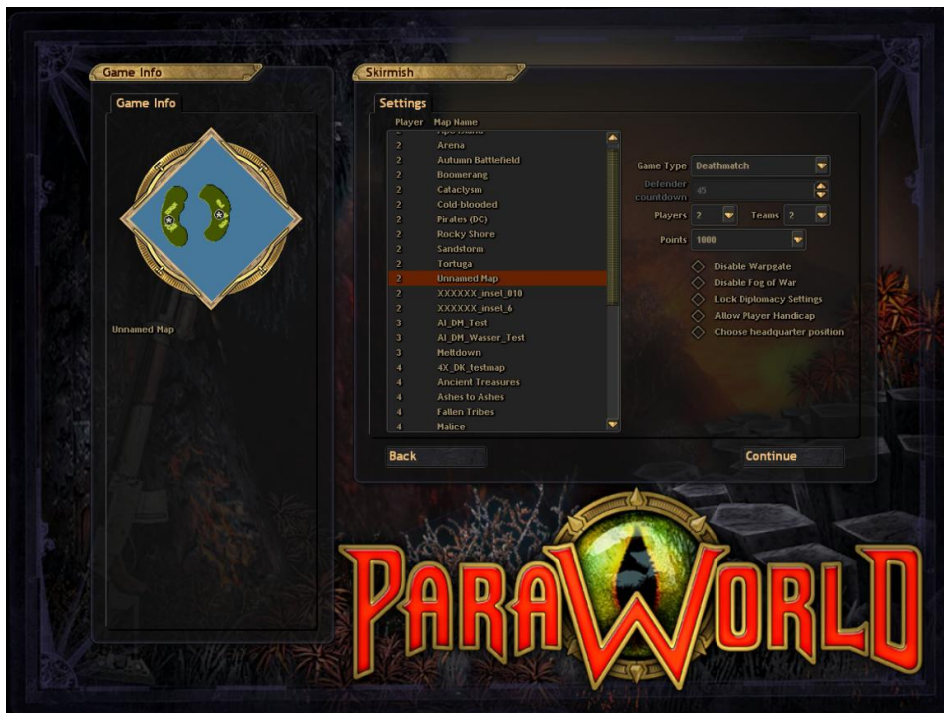 Game Info
Game Info
Unnamed Map
Skirmish
Settings
Player Map Name
2 Arena
2 Autumn Battlefield
2 Boomerang
2 Cataclysm
2 Cold-blooded
2 Pirates (DC)
2 Rocky Shore
2 Sandstorm
2 Tortuga
2 Unnamed Map
2 XXXXXX_insel_010
2 XXXXXX_insel_6
3 AI_DM_Test
3 AI_DM_Wasser_Test
3 Meltdown
4 4X_DK_testmap
4 Ancient Treasures
4 Ashes to Ashes
4 Fallen Tribes
4 Malice
Game Type Deathmatch
Defender countdown 45
Players 2 Teams 2
Points 1000
Disable Warpgate
Disable Fog of War
Lock Diplomacy Settings
Allow Player Handicap
Choose headquarter position
Back
Continue
PARAWORLD